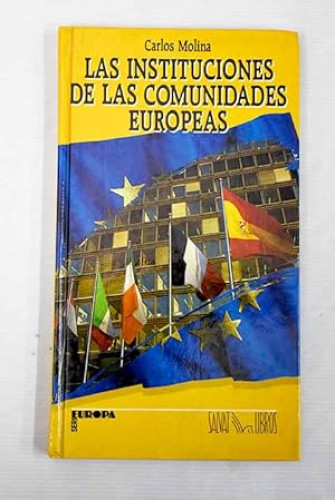 Carlos Molina
LAS INSTITUCIONES
DE LAS COMUNIDADES
EUROPEAS
SERIE EUROPA
SALVAT LIBROS